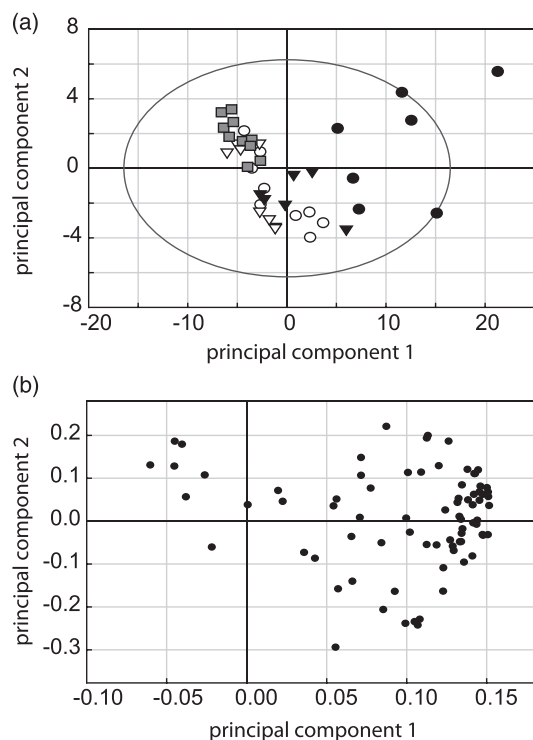 (a)
8
4
0
-4
-8
principal component 2
-20 -10 0 10 20
principal component 1
(b)
0.2
0.1
0.0
-0.1
-0.2
-0.3
principal component 2
-0.10 -0.05 0.00 0.05 0.10 0.15
principal component 1